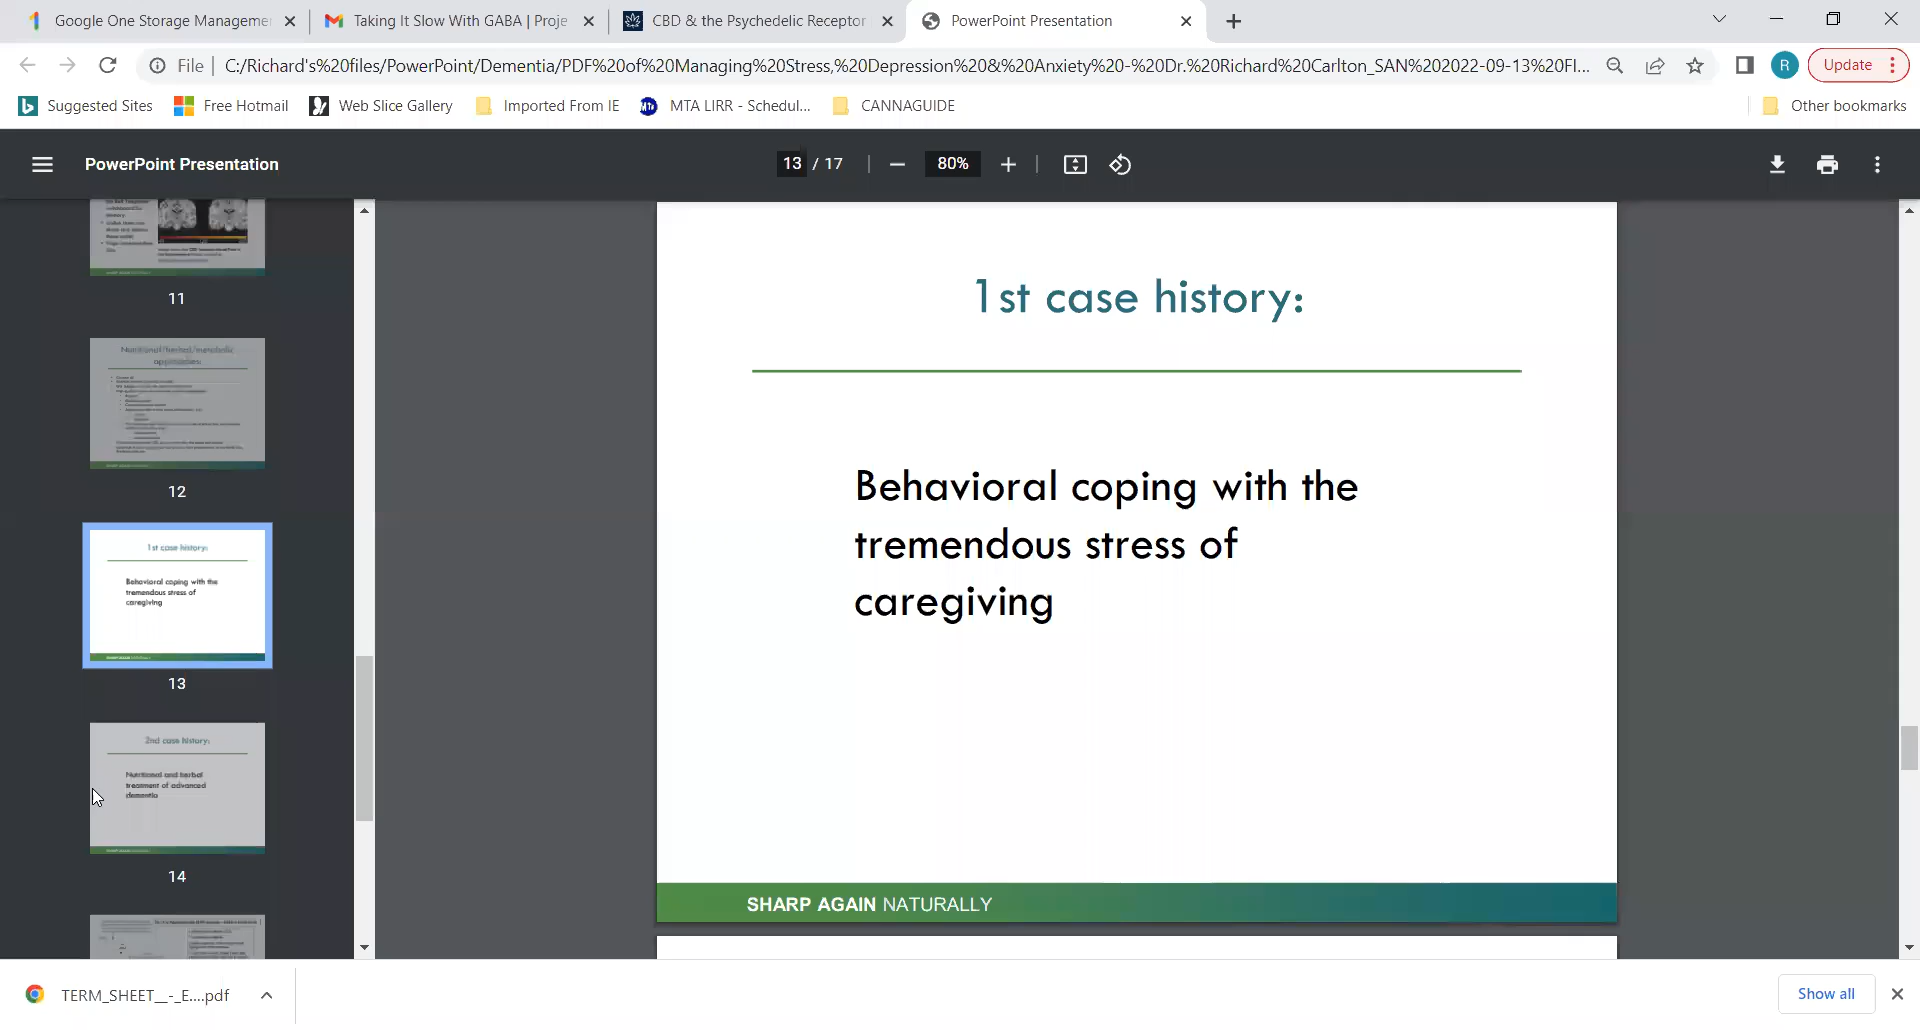 Google One Storage Manageme
Taking It Slow With GABA | Proje
CBD & the Psychedelic Receptor
PowerPoint Presentation
File
C:/Richard's%20files/PowerPoint/Dementia/PDF%20of%20Managing%20Stress,%20Depression%20&%20Anxiety%20-%20Dr.%20Richard%20Carlton_SAN%202022-09-13%20FI...
R
Update
Suggested Sites
Free Hotmail
Web Slice Gallery
Imported From IE
MTA LIRR - Schedul...
CANNAGUIDE
Other bookmarks
PowerPoint Presentation
13 / 17
80%
11
Nutritional/herbal/metabolic
approaches:
12
1st case history:
Behavioral coping with the
tremendous stress of
caregiving
13
2nd case history:
Nutritional and herbal
treatment of advanced
dementia
14
1st case history:
Behavioral coping with the
tremendous stress of
caregiving
SHARP AGAIN NATURALLY
TERM_SHEET__-_E....pdf
Show all